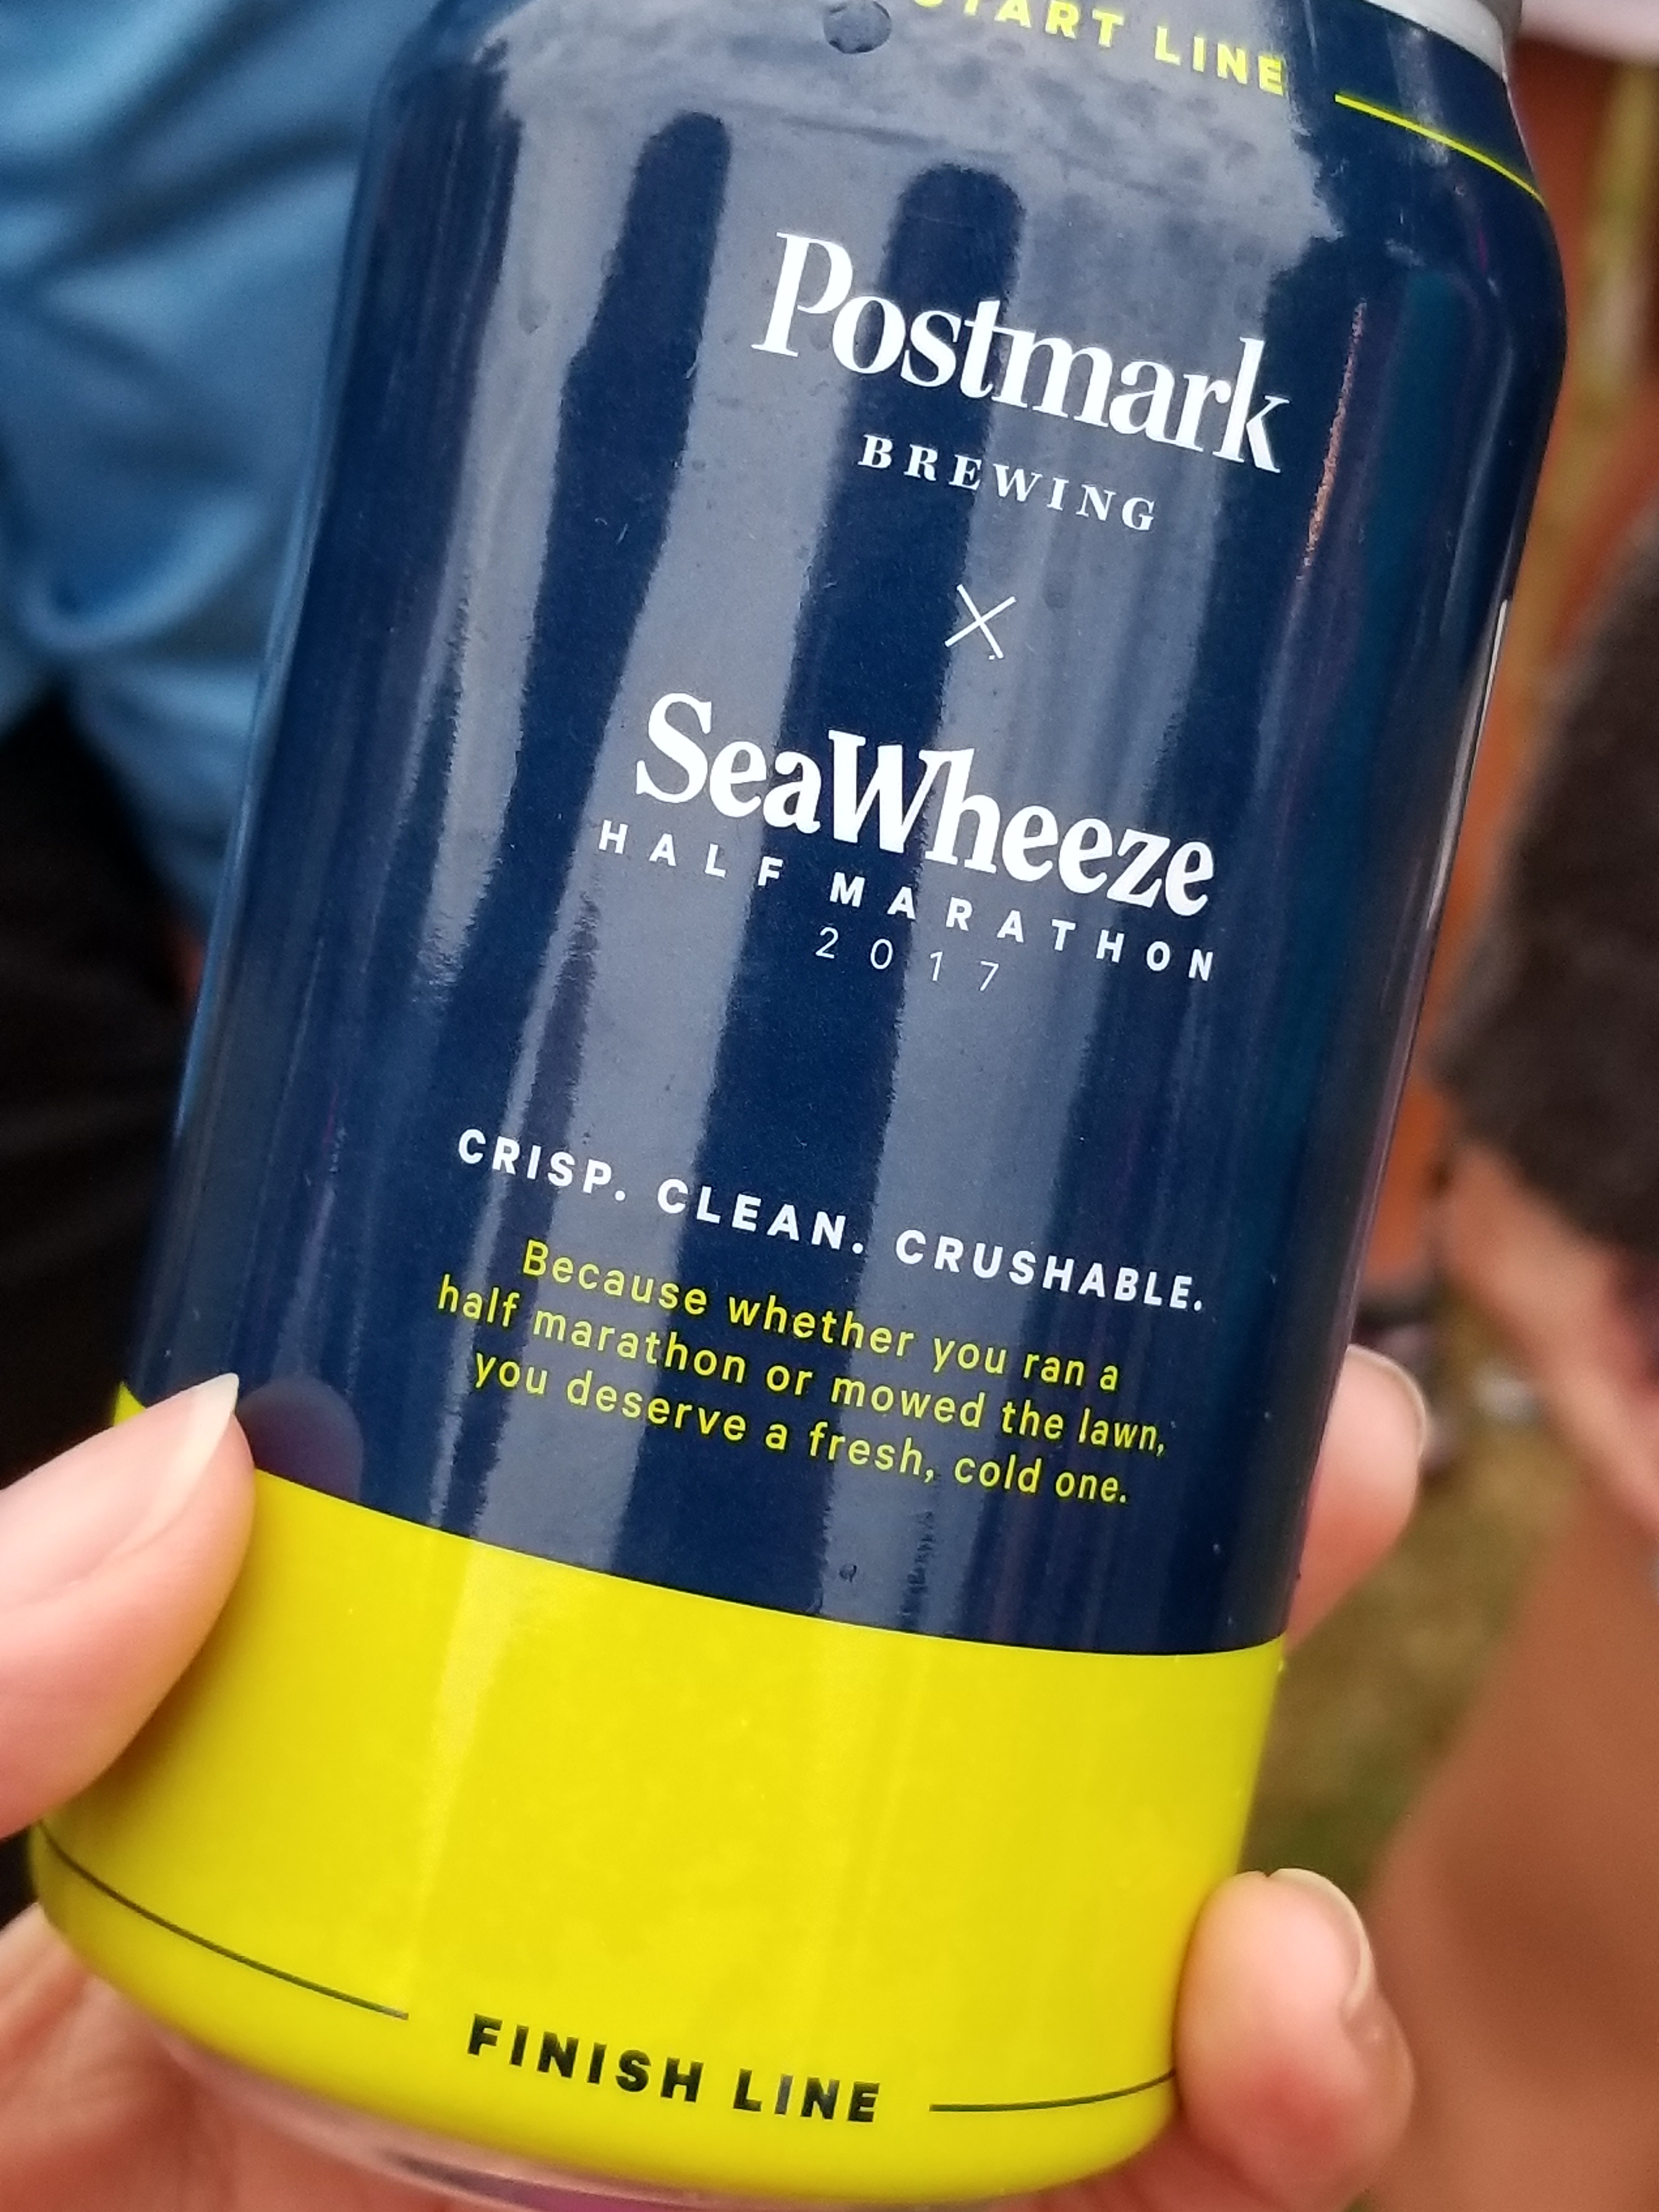 START LINE
Postmark
BREWING
X
SeaWheeze
HALF MARATHON
2017
CRISP. CLEAN. CRUSHABLE.
Because whether you ran a
half marathon or mowed the lawn,
you deserve a fresh, cold one.
FINISH LINE